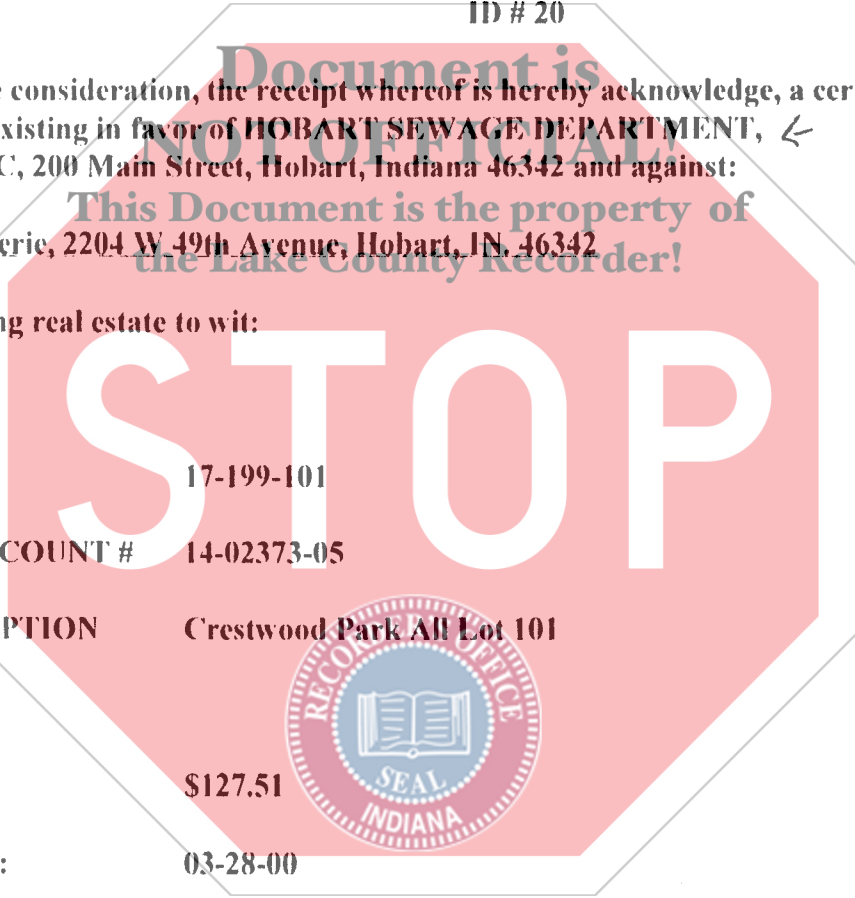 ID # 20
Document is
consideration, the receipt whereof is hereby acknowledge, a cer
xisting in favor of HOBART SEWAGE DEPARTMENT,
NOT OFFICIAL!
C, 200 Main Street, Hobart, Indiana 46342 and against:
This Document is the property of
erie, 2204 W 49th Avenue, Hobart, IN. 46342
the Lake County Recorder!
ng real estate to wit:
STOP
17-199-101
COUNT # 14-02373-05
PTION Crestwood Park All Lot 101
RECORDER'S OFFICE
SEAL
INDIANA
$127.51
: 03-28-00